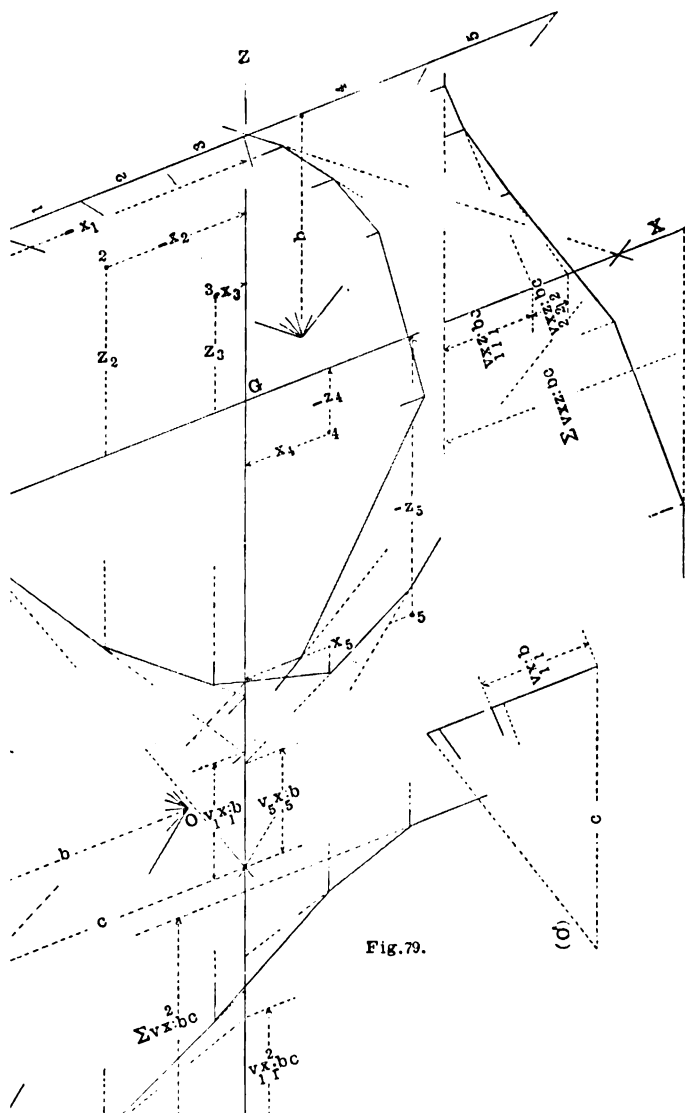 Z
1 2 3 4 5
-x₁
-x₂
2
3 x₃
b
z₂
z₃
G
X
-z₄
x₄ 4
v₁x₁z₁:bc
v₂x₂z₂:bc
Σvxz:bc
-z₅
5
x₅
v₁x₁:b
O v₁x₁:b
v₅x₅:b
b
c
c
(O')
Fig.79.
Σvx²:bc
v₁x₁²:bc